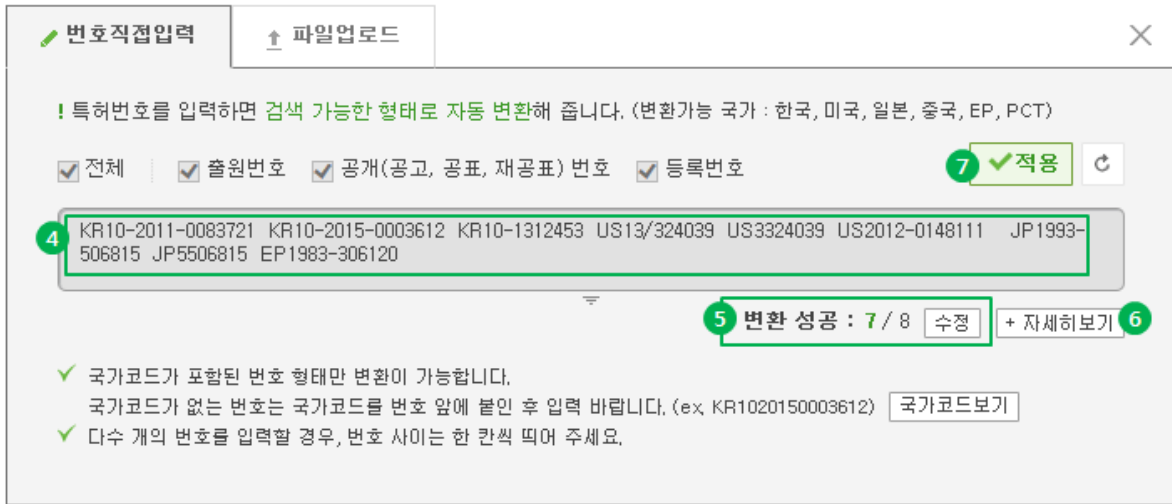 번호직접입력 파일업로드
! 특허번호를 입력하면 검색 가능한 형태로 자동 변환해 줍니다. (변환가능 국가 : 한국, 미국, 일본, 중국, EP, PCT)
전체 출원번호 공개(공고, 공표, 재공표) 번호 등록번호 7 적용
4 KR10-2011-0083721 KR10-2015-0003612 KR10-1312453 US13/324039 US3324039 US2012-0148111 JP1993-
506815 JP5506815 EP1983-306120
5 변환 성공 : 7 / 8 수정 + 자세히보기 6
국가코드가 포함된 번호 형태만 변환이 가능합니다.
국가코드가 없는 번호는 국가코드를 번호 앞에 붙인 후 입력 바랍니다. (ex, KR1020150003612) 국가코드보기
다수 개의 번호를 입력할 경우, 번호 사이는 한 칸씩 띄어 주세요.